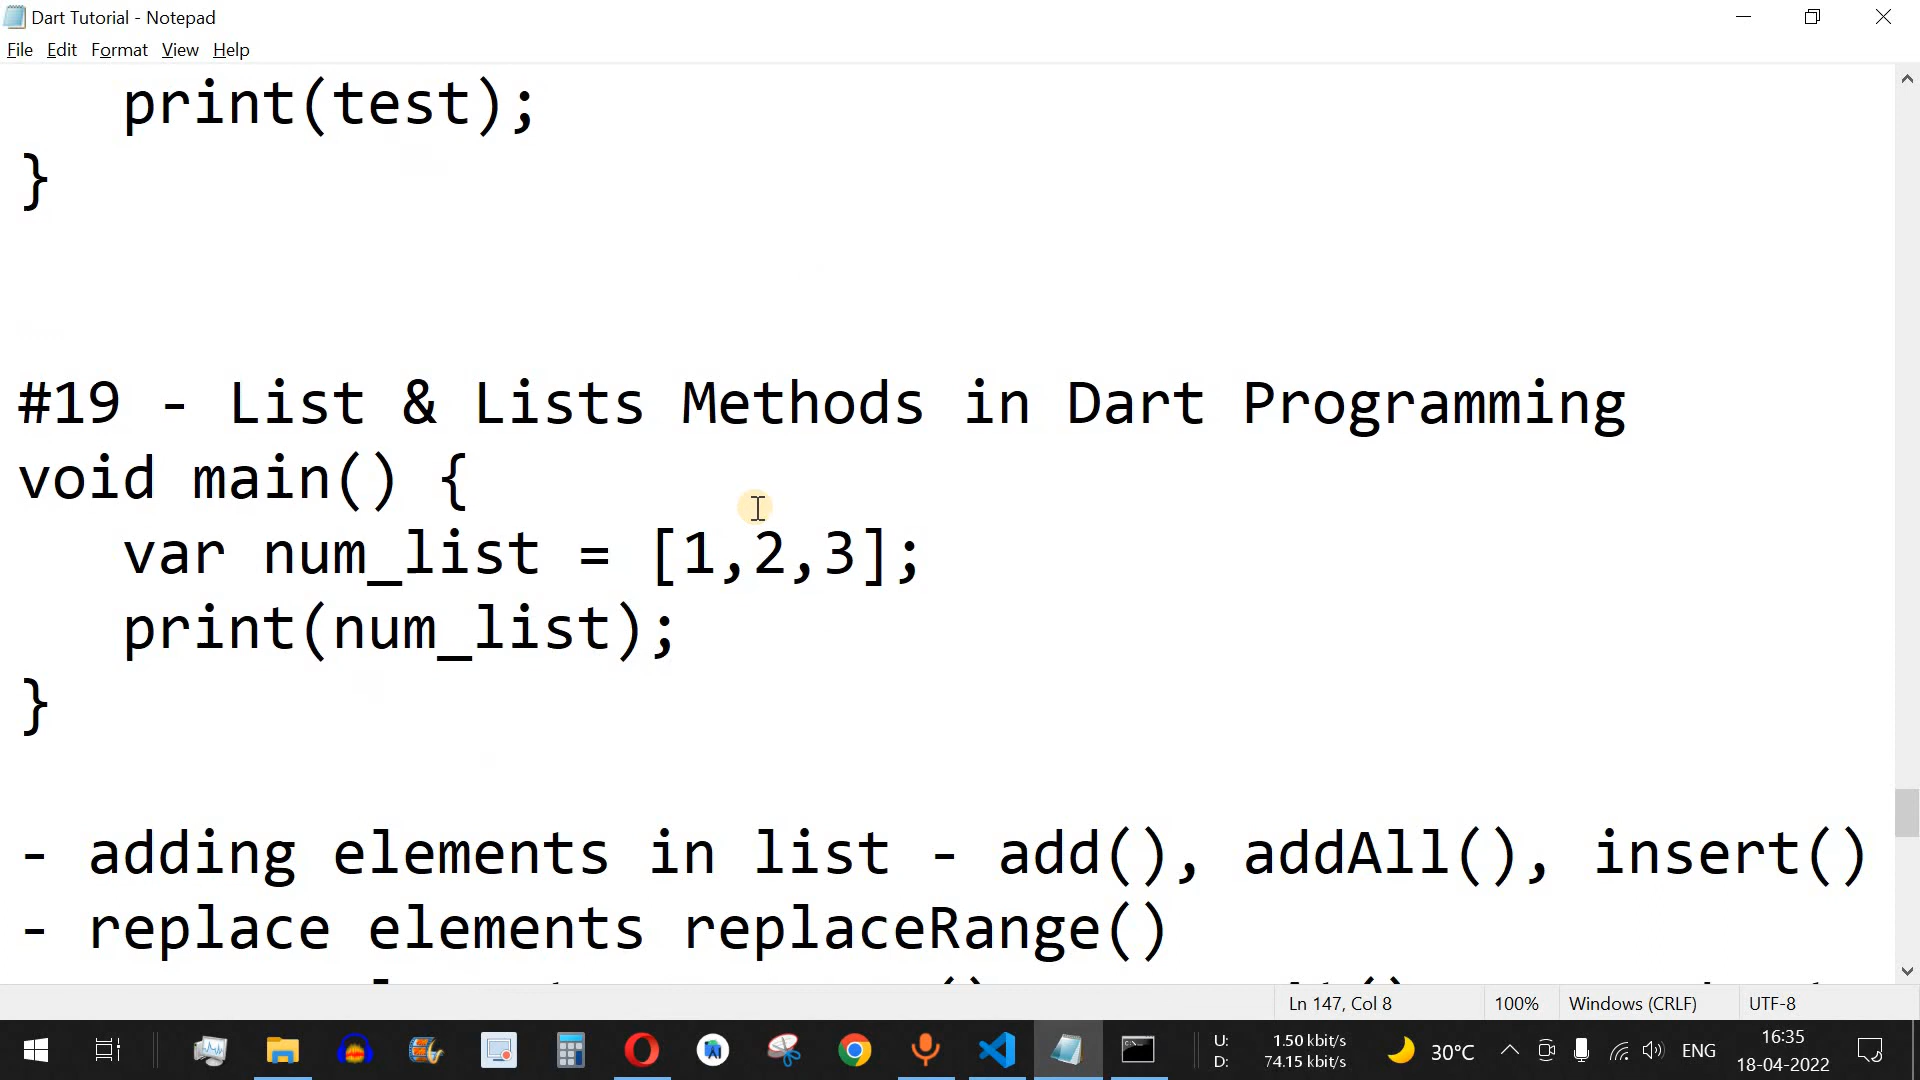 Dart Tutorial - Notepad
File Edit Format View Help
print(test);
}
#19 - List & Lists Methods in Dart Programming
void main() {
var num_list = [1,2,3];
print(num_list);
}
- adding elements in list - add(), addAll(), insert()
- replace elements replaceRange()
Ln 147, Col 8 100% Windows (CRLF) UTF-8
U: 1.50 kbit/s
D: 74.15 kbit/s
30°C
ENG
16:35
18-04-2022